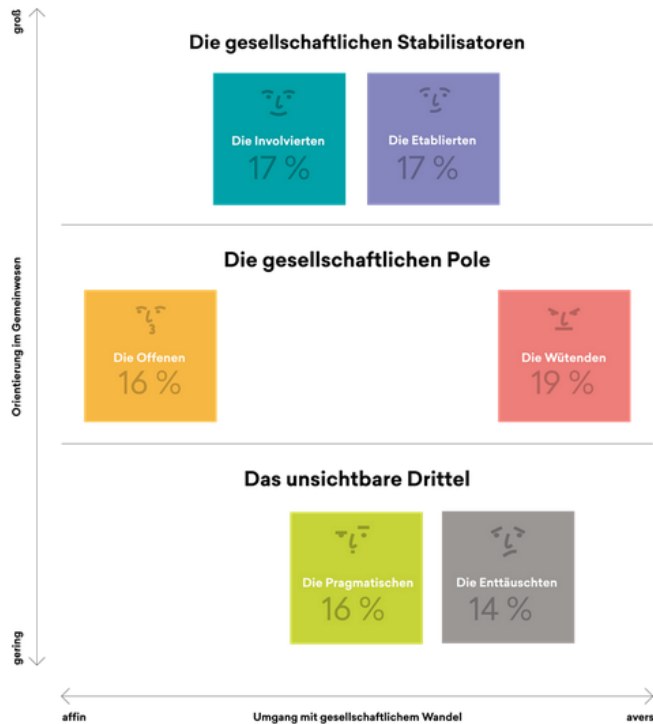 groß
Die gesellschaftlichen Stabilisatoren
Die Involvierten
17 %
Die Etablierten
17 %
Orientierung im Gemeinwesen
Die gesellschaftlichen Pole
Die Offenen
16 %
Die Wütenden
19 %
Das unsichtbare Drittel
Die Pragmatischen
16 %
Die Enttäuschten
14 %
gering
affin
Umgang mit gesellschaftlichem Wandel
avers